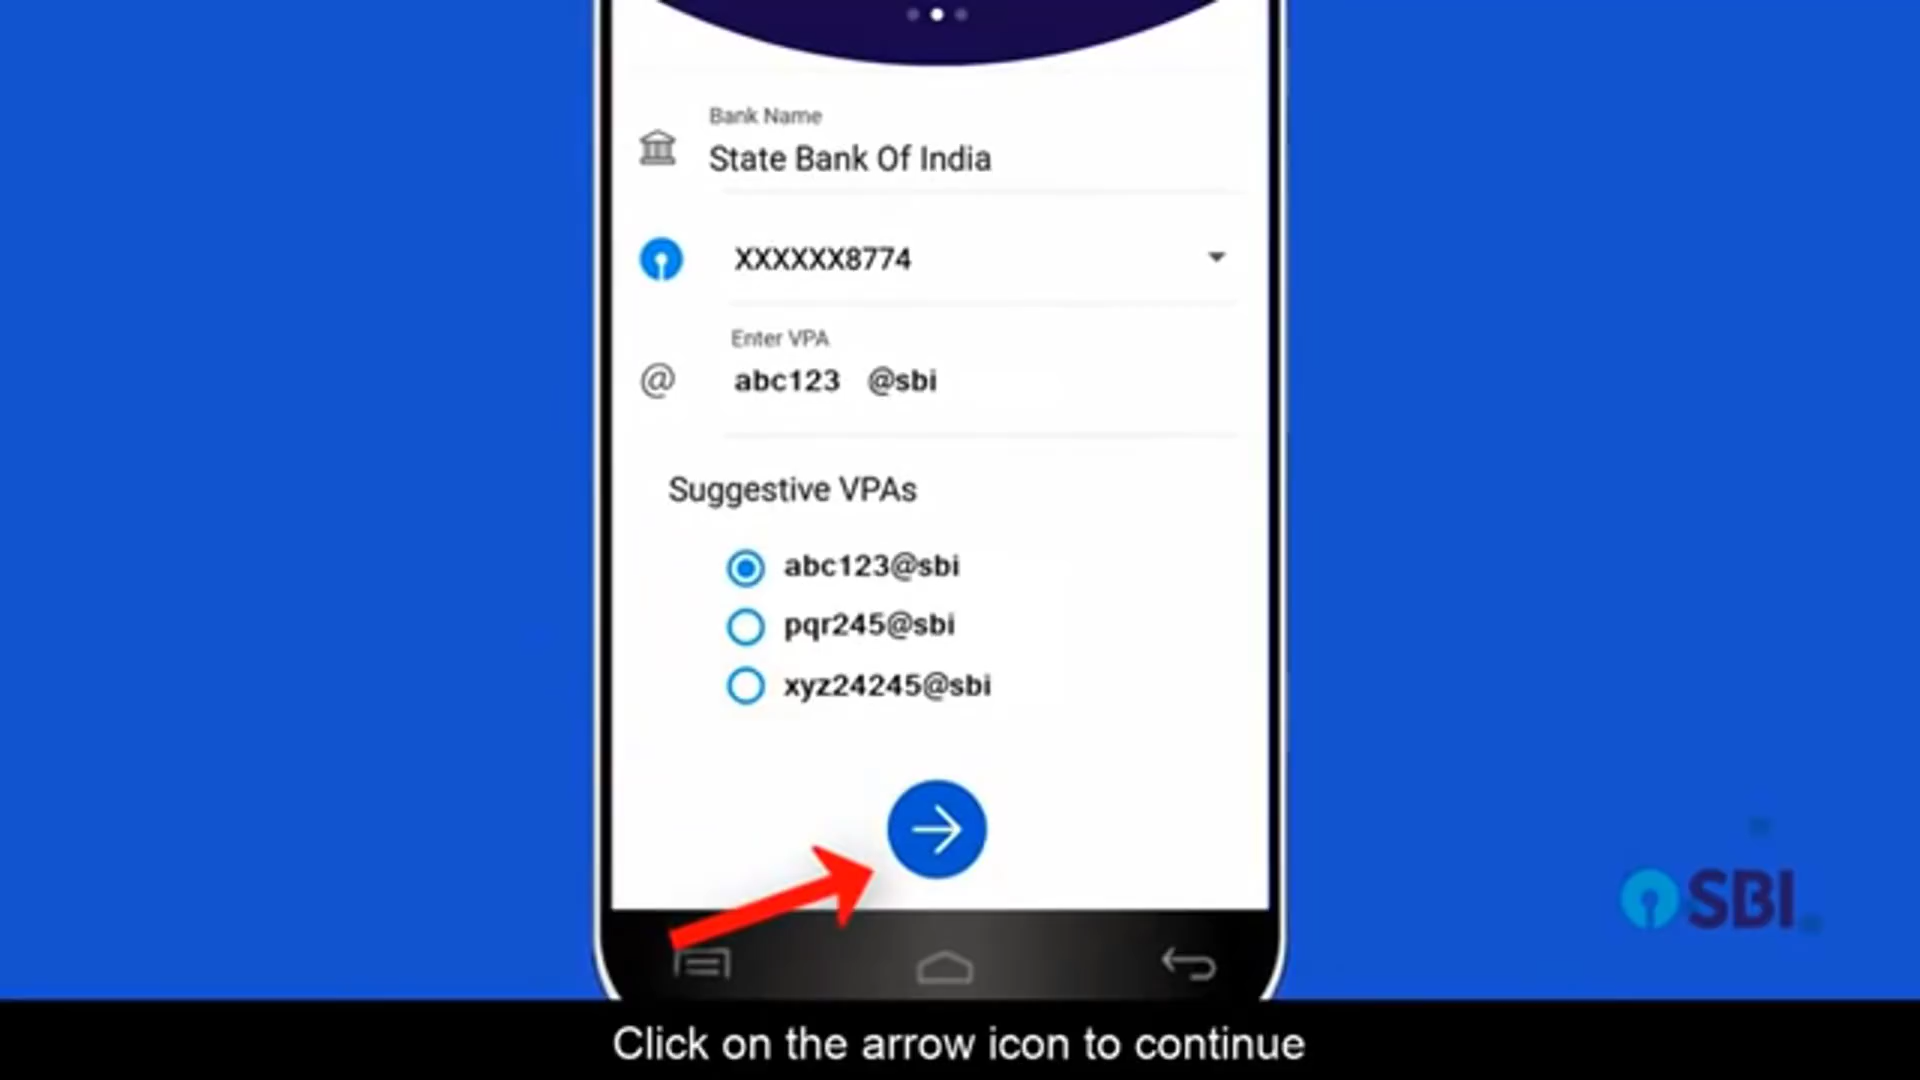 Bank Name
State Bank Of India
XXXXXX8774
Enter VPA
@ abc123 @sbi
Suggestive VPAs
abc123@sbi
pqr245@sbi
xyz24245@sbi
SBI
Click on the arrow icon to continue